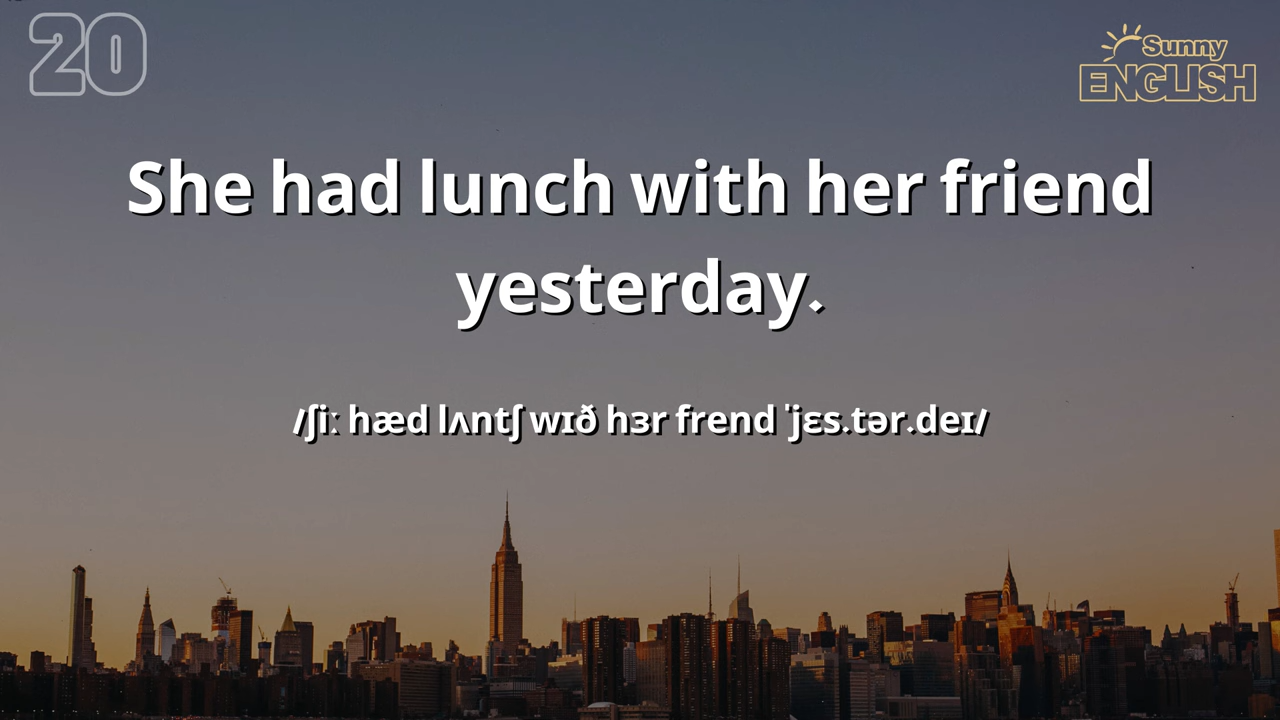 20
Sunny
ENGLISH
She had lunch with her friend
yesterday.
/ʃiː hæd lʌntʃ wɪð hɜr frend ˈjɛs.tər.deɪ/